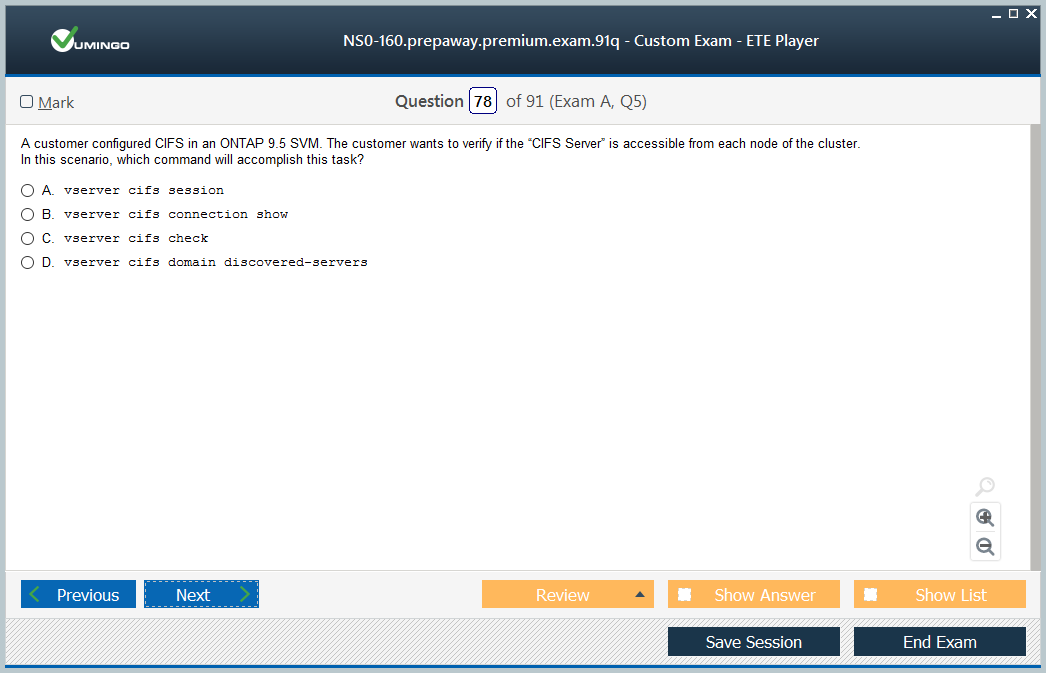 VUMINGO
NS0-160.prepaway.premium.exam.91q - Custom Exam - ETE Player
Mark
Question 78 of 91 (Exam A, Q5)
A customer configured CIFS in an ONTAP 9.5 SVM. The customer wants to verify if the “CIFS Server” is accessible from each node of the cluster.
In this scenario, which command will accomplish this task?
A. vserver cifs session
B. vserver cifs connection show
C. vserver cifs check
D. vserver cifs domain discovered-servers
Previous
Next
Review
Show Answer
Show List
Save Session
End Exam